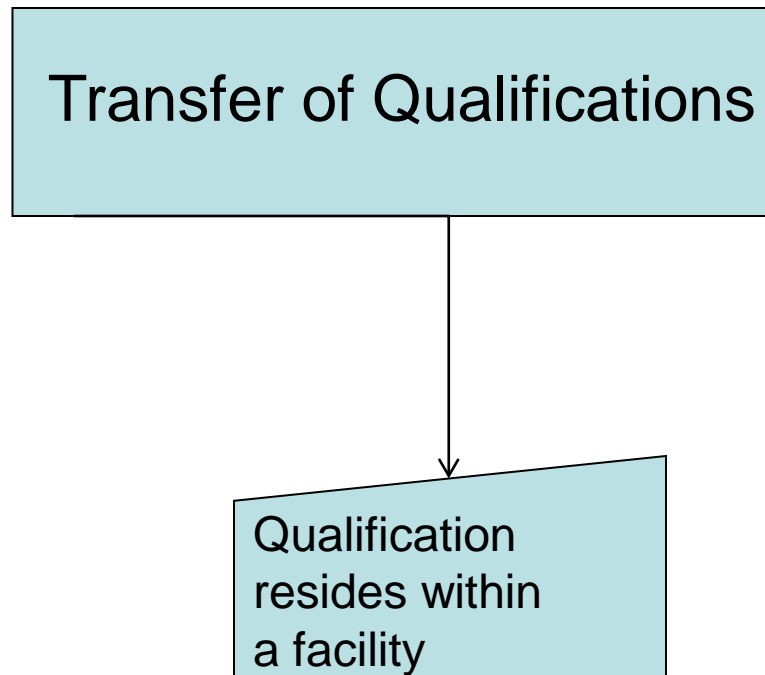 Transfer of Qualifications
Qualification
resides within
a facility